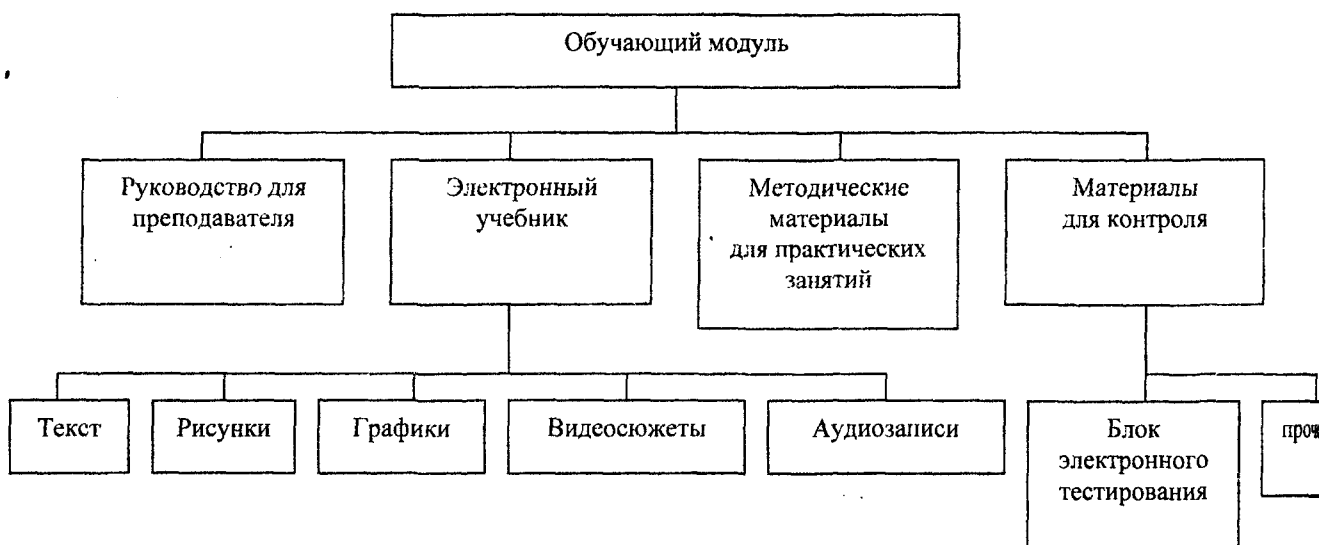 Обучающий модуль
Руководство для
преподавателя
Электронный
учебник
Методические
материалы
для практических
занятий
Материалы
для контроля
Текст
Рисунки
Графики
Видеосюжеты
Аудиозаписи
Блок
электронного
тестирования